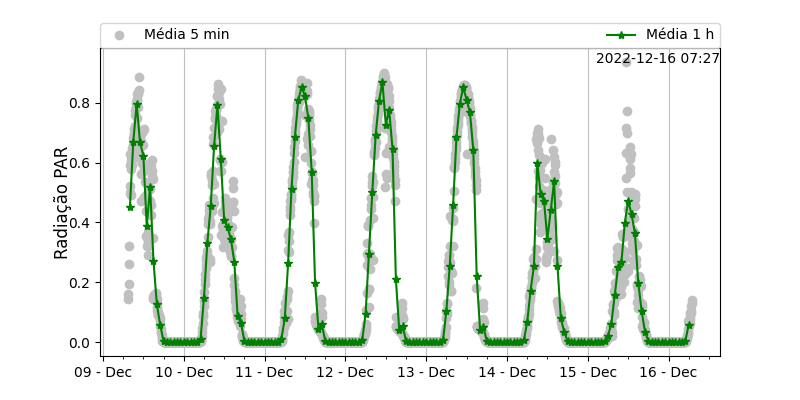 Média 5 min
Média 1 h
2022-12-16 07:27
Radiação PAR
0.8
0.6
0.4
0.2
0.0
09 - Dec
10 - Dec
11 - Dec
12 - Dec
13 - Dec
14 - Dec
15 - Dec
16 - Dec